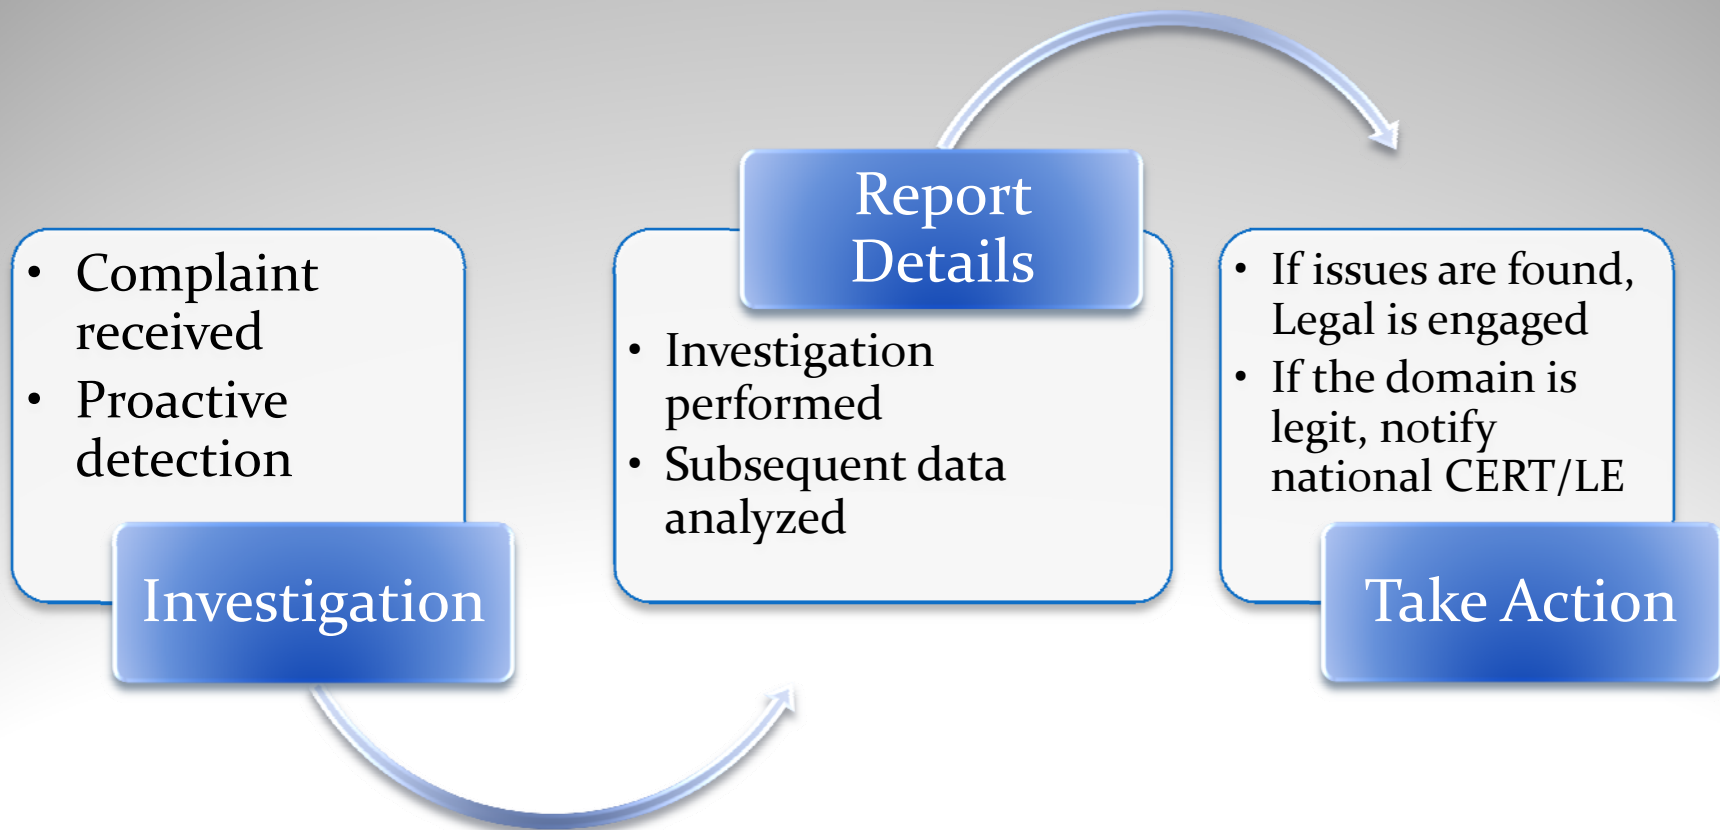 • Complaint
received
• Proactive
detection
Investigation
Report
Details
• Investigation
performed
• Subsequent data
analyzed
• If issues are found,
Legal is engaged
• If the domain is
legit, notify
national CERT/LE
Take Action